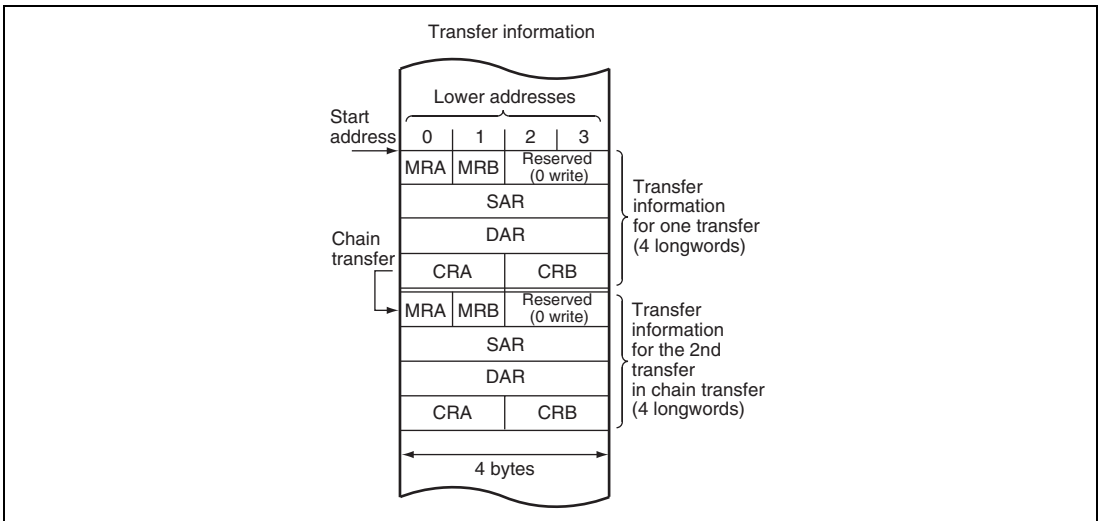 Transfer information
Lower addresses
Start
address
0 1 2 3
MRA MRB Reserved
(0 write)
SAR
DAR
CRA CRB
Transfer
information
for one transfer
(4 longwords)
Chain
transfer
MRA MRB Reserved
(0 write)
SAR
DAR
CRA CRB
Transfer
information
for the 2nd
transfer
in chain transfer
(4 longwords)
4 bytes